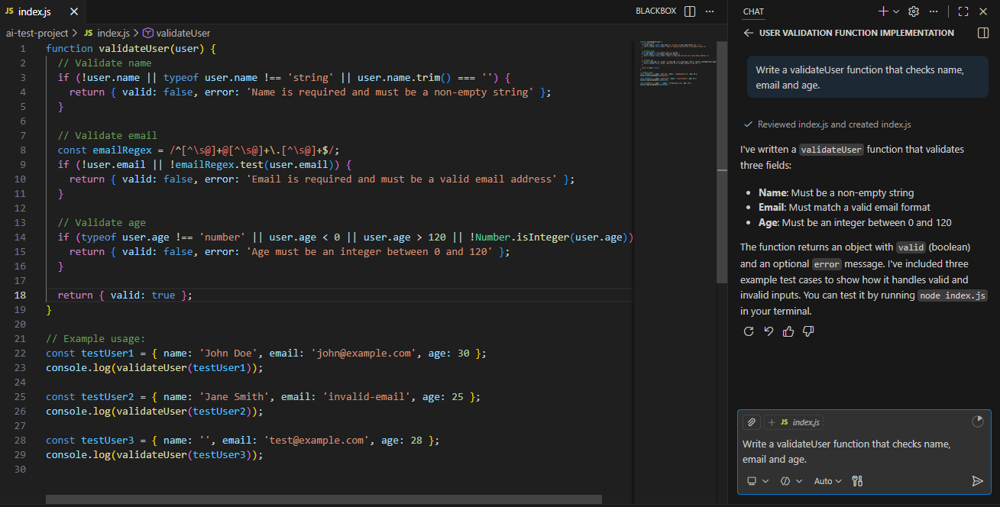 JS index.js
BLACKBOX
ai-test-project > JS index.js > validateUser
1 function validateUser(user) {
2 // Validate name
3 if (!user.name || typeof user.name !== 'string' || user.name.trim() === '') {
4 return { valid: false, error: 'Name is required and must be a non-empty string' };
5 }
6
7 // Validate email
8 const emailRegex = /^[^\s@]+@[^\s@]+\.[^\s@]+$/;
9 if (!user.email || !emailRegex.test(user.email)) {
10 return { valid: false, error: 'Email is required and must be a valid email address' };
11 }
12
13 // Validate age
14 if (typeof user.age !== 'number' || user.age < 0 || user.age > 120 || !Number.isInteger(user.age))
15 return { valid: false, error: 'Age must be an integer between 0 and 120' };
16 }
17
18 return { valid: true };
19 }
20
21 // Example usage:
22 const testUser1 = { name: 'John Doe', email: 'john@example.com', age: 30 };
23 console.log(validateUser(testUser1));
24
25 const testUser2 = { name: 'Jane Smith', email: 'invalid-email', age: 25 };
26 console.log(validateUser(testUser2));
27
28 const testUser3 = { name: '', email: 'test@example.com', age: 28 };
29 console.log(validateUser(testUser3));
30
CHAT
USER VALIDATION FUNCTION IMPLEMENTATION
Write a validateUser function that checks name,
email and age.
Reviewed index.js and created index.js
I've written a validateUser function that validates
three fields:
• Name: Must be a non-empty string
• Email: Must match a valid email format
• Age: Must be an integer between 0 and 120
The function returns an object with valid (boolean)
and an optional error message. I've included three
example test cases to show how it handles valid and
invalid inputs. You can test it by running node index.js
in your terminal.
+ JS index.js
Write a validateUser function that checks name,
email and age.
Auto